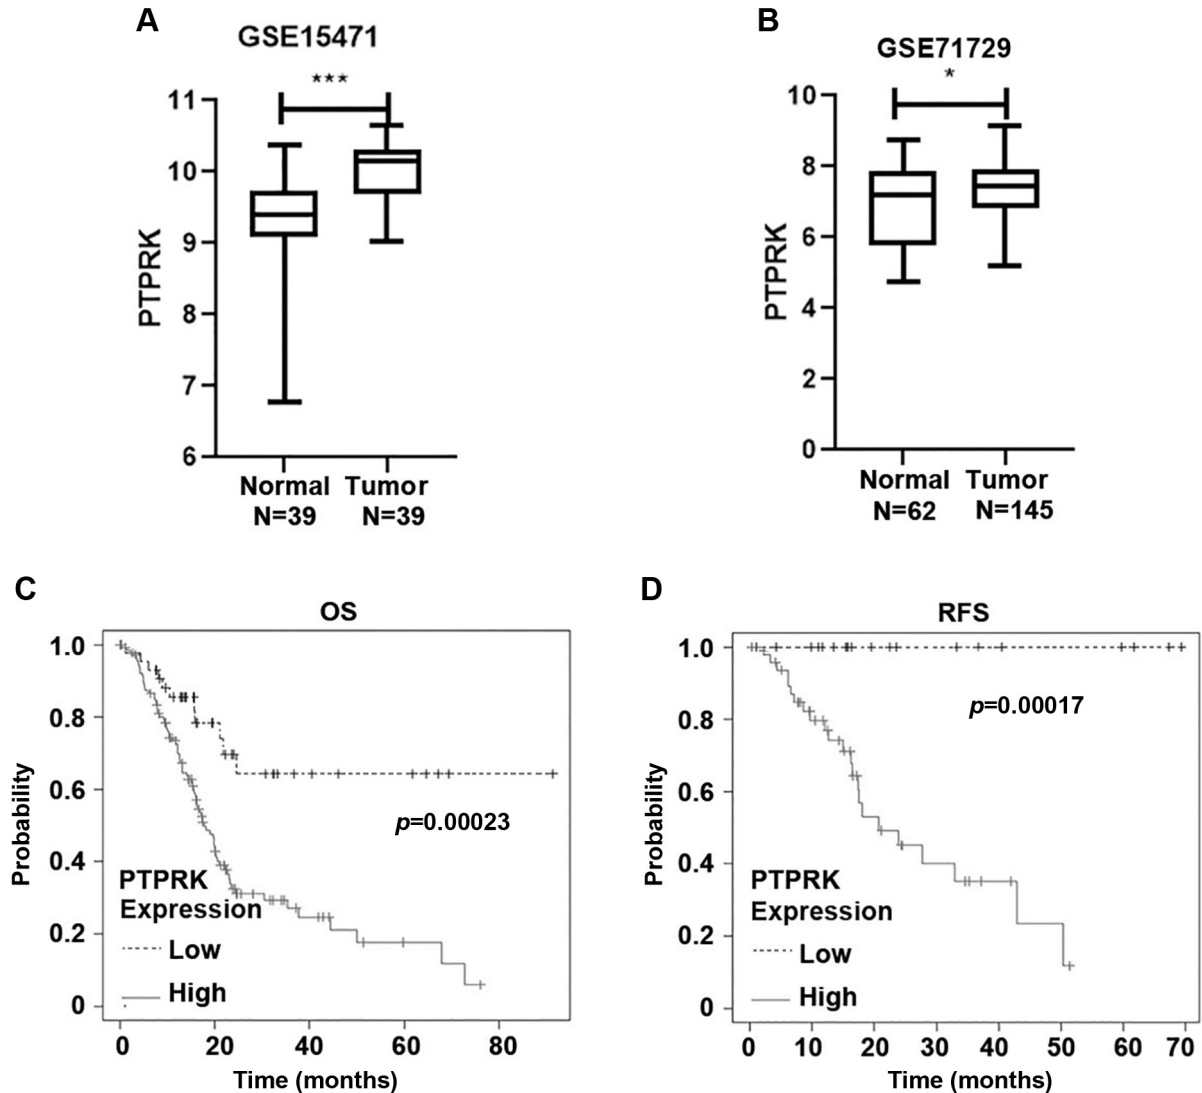 A
GSE15471
***
11
10
9
8
7
6
PTPRK
Normal Tumor
N=39 N=39
B
GSE71729
*
10
8
6
4
2
0
PTPRK
Normal Tumor
N=62 N=145
C
OS
1.0
0.8
0.6
0.4
0.2
0
Probability
p=0.00023
PTPRK
Expression
Low
High
0 20 40 60 80
Time (months)
D
RFS
1.0
0.8
0.6
0.4
0.2
0
Probability
p=0.00017
PTPRK
Expression
Low
High
0 10 20 30 40 50 60 70
Time (months)